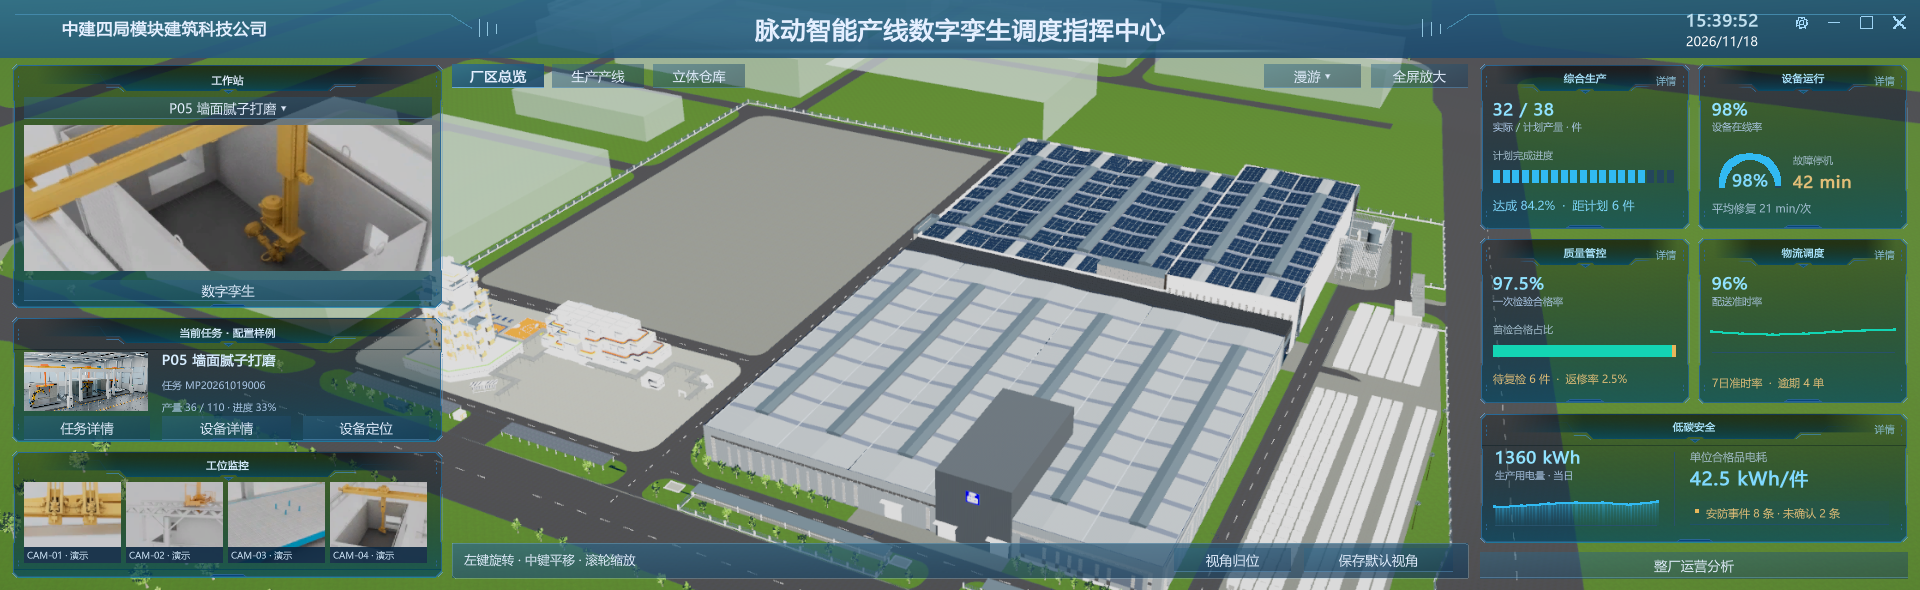 中建四局模块建筑科技公司
脉动智能产线数字孪生调度指挥中心
15:39:52
2026/11/18
工作站
P05 墙面腻子打磨 ▾
数字孪生
当前任务 · 配置样例
P05 墙面腻子打磨
任务 MP20261019006
产量 36 / 110 · 进度 33%
任务详情
设备详情
设备定位
工位监控
CAM-01 · 演示
CAM-02 · 演示
CAM-03 · 演示
CAM-04 · 演示
厂区总览
生产产线
立体仓库
漫游 ▾
全屏放大
左键旋转 · 中键平移 · 滚轮缩放
视角归位
保存默认视角
综合生产
详情
32 / 38
实际 / 计划产量 · 件
计划完成进度
达成 84.2% · 距计划 6 件
设备运行
详情
98%
设备在线率
98%
故障停机
42 min
平均修复 21 min/次
质量管控
详情
97.5%
一次检验合格率
首检合格占比
待复检 6 件 · 返修率 2.5%
物流调度
详情
96%
配送准时率
7日准时率 · 逾期 4 单
低碳安全
详情
1360 kWh
生产用电量 · 当日
单位合格品电耗
42.5 kWh/件
安防事件 8 条 · 未确认 2 条
整厂运营分析